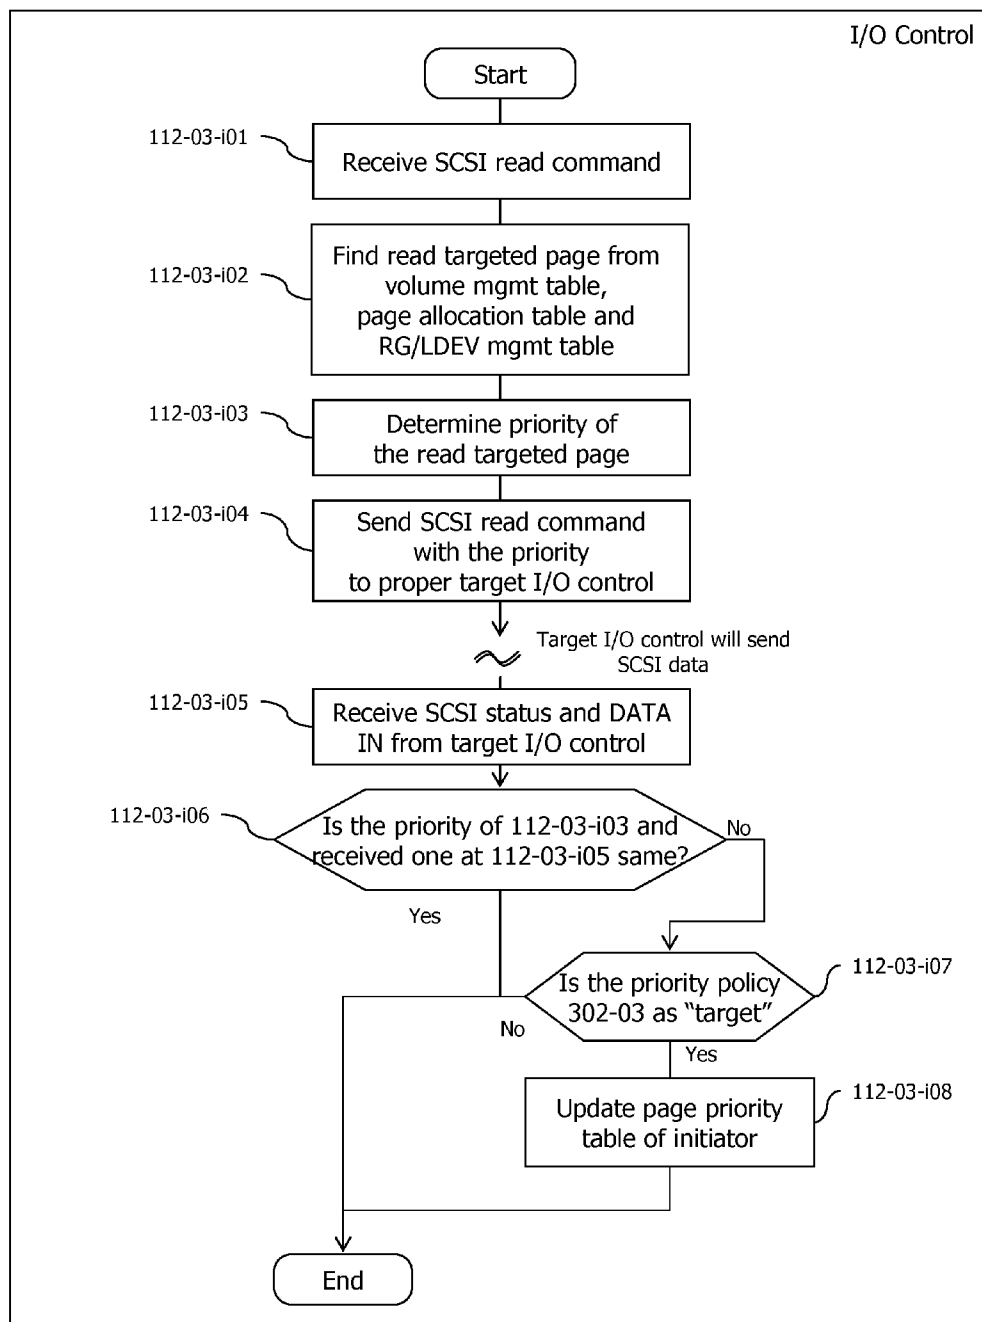 I/O Control
Start
112-03-i01
Receive SCSI read command
112-03-i02
Find read targeted page from
volume mgmt table,
page allocation table and
RG/LDEV mgmt table
112-03-i03
Determine priority of
the read targeted page
112-03-i04
Send SCSI read command
with the priority
to proper target I/O control
Target I/O control will send
SCSI data
112-03-i05
Receive SCSI status and DATA
IN from target I/O control
112-03-i06
Is the priority of 112-03-i03 and
received one at 112-03-i05 same?
No
Yes
112-03-i07
Is the priority policy
302-03 as “target”
No
Yes
112-03-i08
Update page priority
table of initiator
End